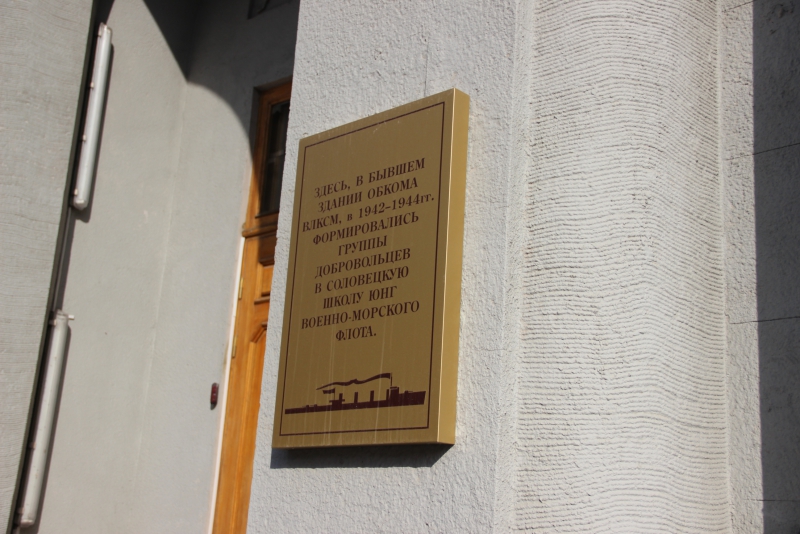 ЗДЕСЬ, В БЫВШЕМ
ЗДАНИИ ОБКОМА
ВЛКСМ, в 1942-1944гг.
ФОРМИРОВАЛИСЬ
ГРУППЫ
ДОБРОВОЛЬЦЕВ
В СОЛОВЕЦКУЮ
ШКОЛУ ЮНГ
ВОЕННО-МОРСКОГО
ФЛОТА.